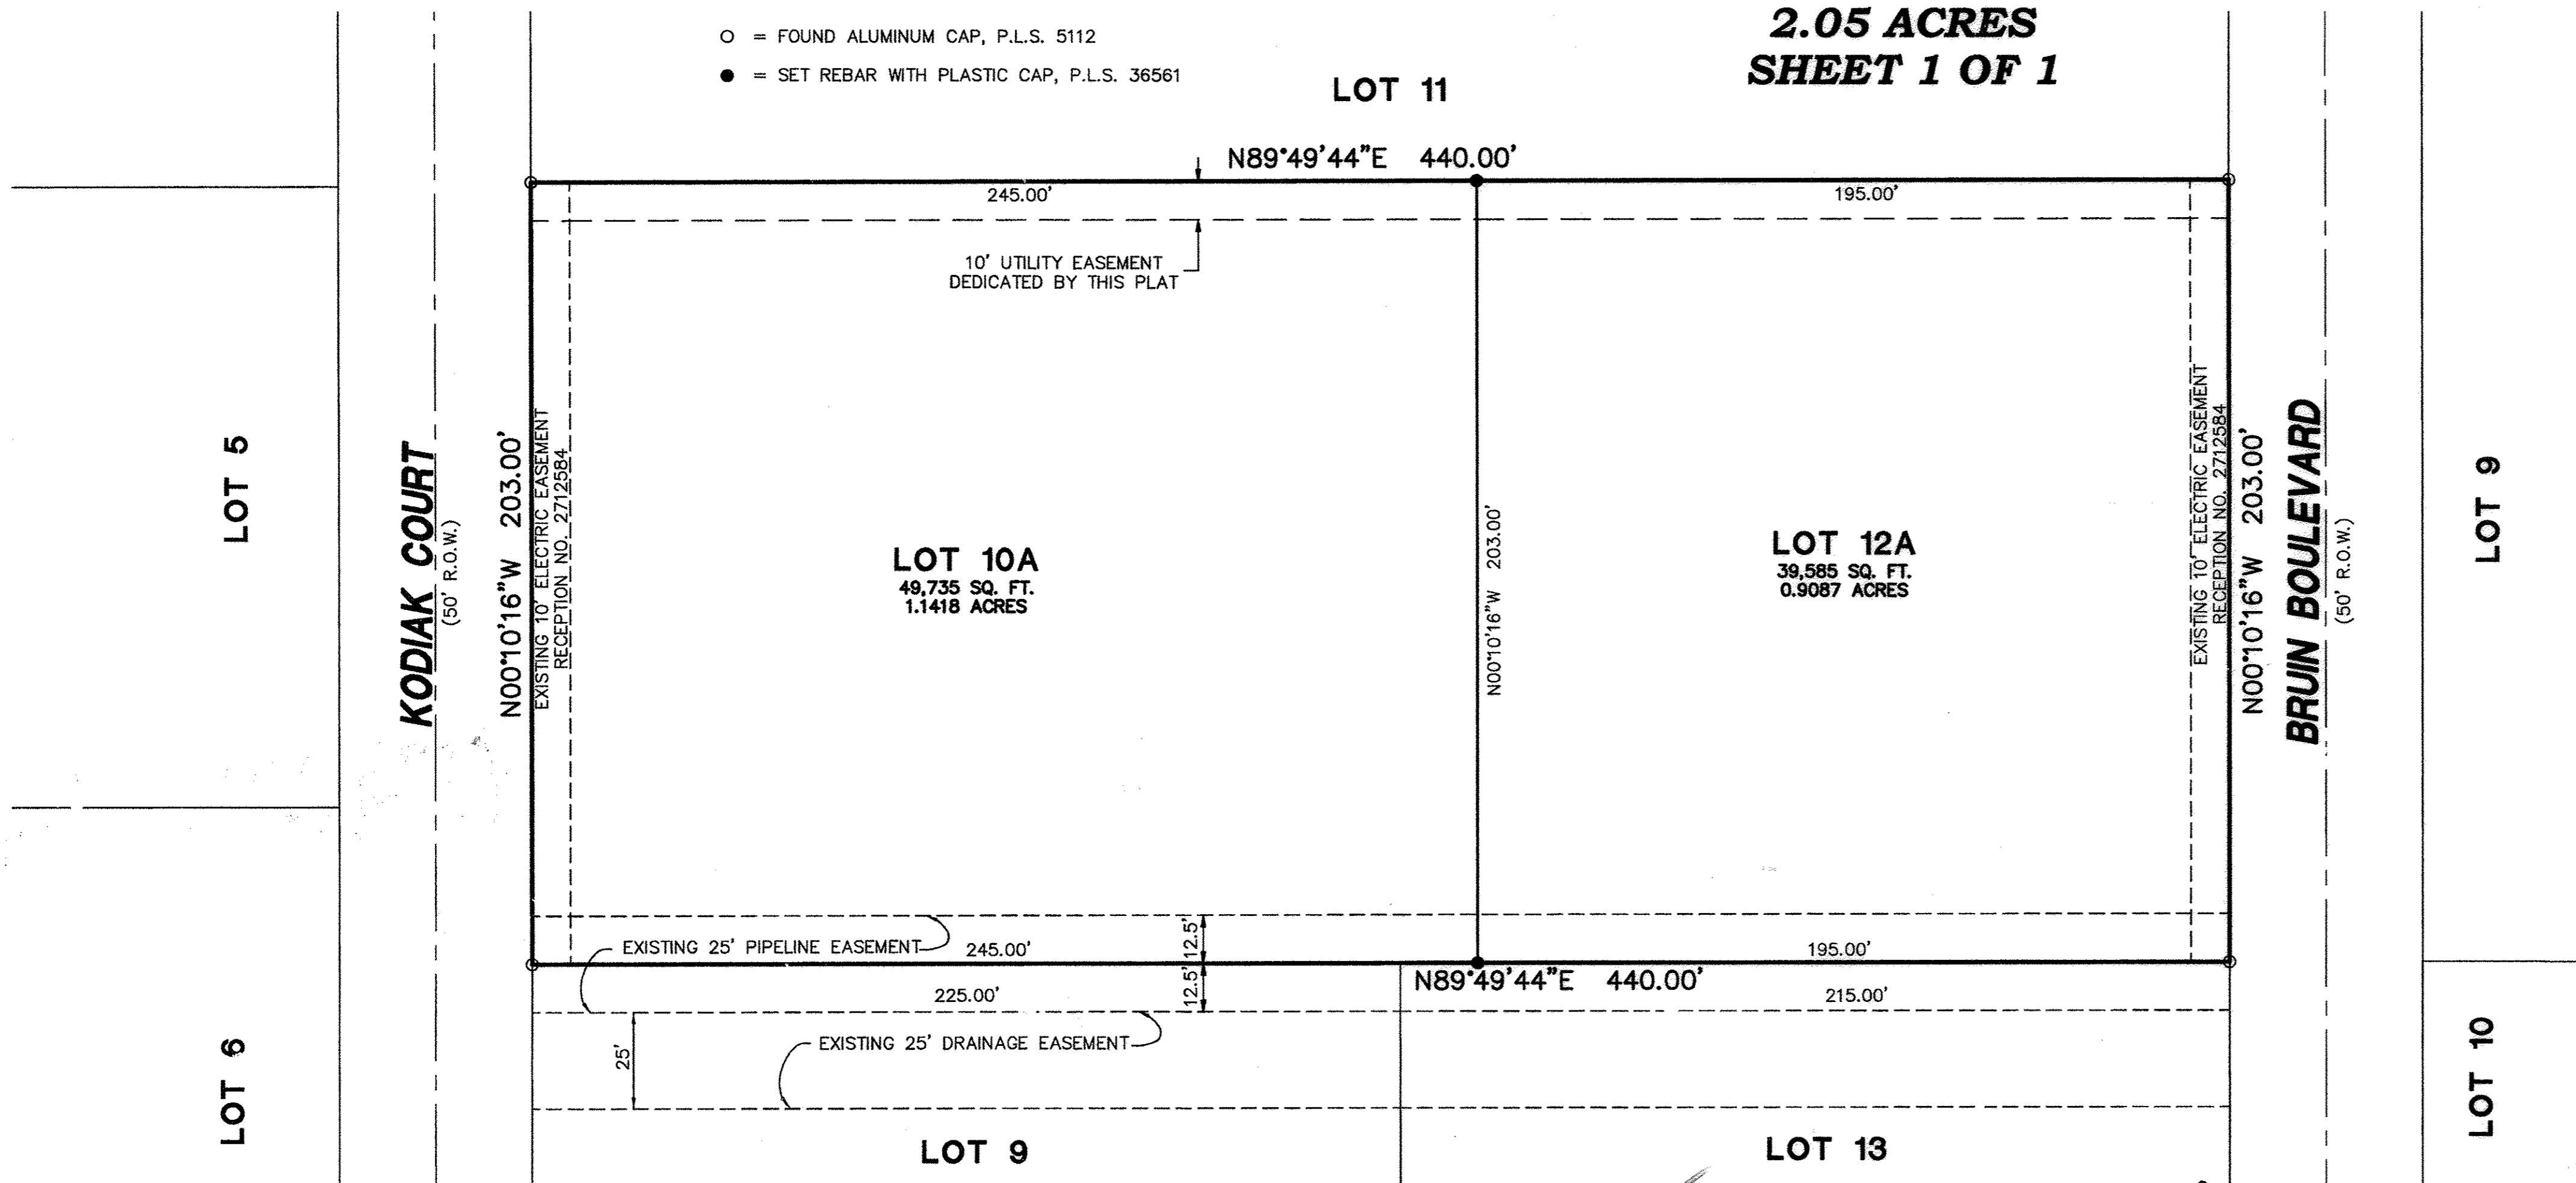 2.05 ACRES
SHEET 1 OF 1
○ = FOUND ALUMINUM CAP, P.L.S. 5112
● = SET REBAR WITH PLASTIC CAP, P.L.S. 36561
LOT 11
N89°49'44"E 440.00'
245.00'
195.00'
10' UTILITY EASEMENT
DEDICATED BY THIS PLAT
LOT 5
KODIAK COURT
(50' R.O.W.)
N00°10'16"W 203.00'
EXISTING 10' ELECTRIC EASEMENT
RECEPTION NO. 2712584
LOT 10A
49,735 SQ. FT.
1.1418 ACRES
N00°10'16"W 203.00'
LOT 12A
39,585 SQ. FT.
0.9087 ACRES
EXISTING 10' ELECTRIC EASEMENT
RECEPTION NO. 2712584
N00°10'16"W 203.00'
BRUIN BOULEVARD
(50' R.O.W.)
LOT 9
EXISTING 25' PIPELINE EASEMENT
245.00'
12.5'
195.00'
N89°49'44"E 440.00'
225.00'
12.5'
215.00'
25'
EXISTING 25' DRAINAGE EASEMENT
LOT 6
LOT 9
LOT 13
LOT 10